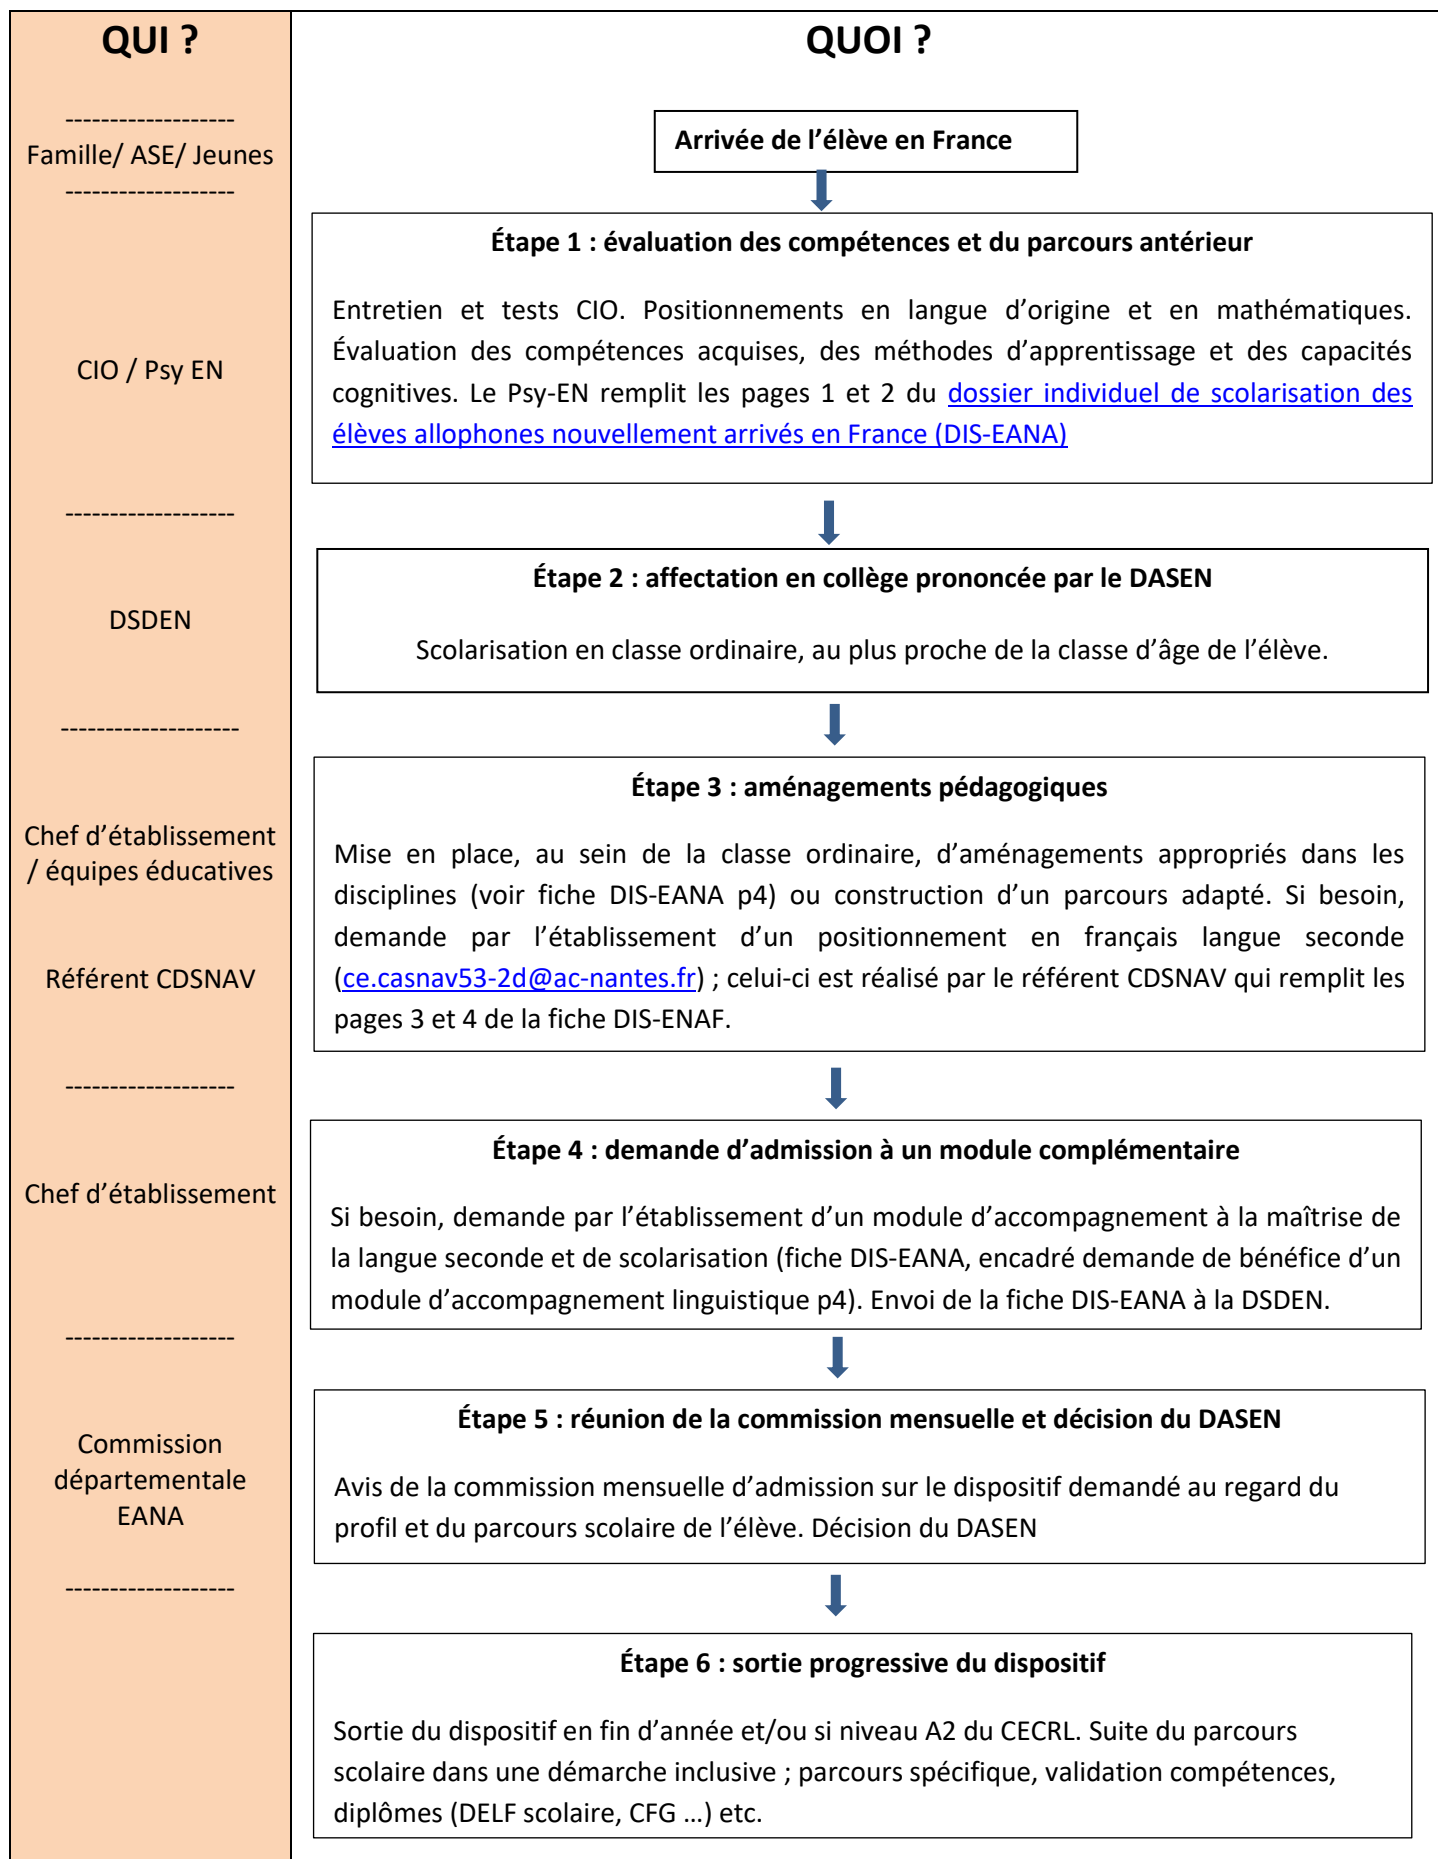 QUI ?
QUOI ?
-------------------
Famille/ ASE/ Jeunes
-------------------
Arrivée de l’élève en France
Étape 1 : évaluation des compétences et du parcours antérieur
Entretien et tests CIO. Positionnements en langue d’origine et en mathématiques.
Évaluation des compétences acquises, des méthodes d’apprentissage et des capacités
cognitives. Le Psy-EN remplit les pages 1 et 2 du dossier individuel de scolarisation des
élèves allophones nouvellement arrivés en France (DIS-EANA)
CIO / Psy EN
-------------------
Étape 2 : affectation en collège prononcée par le DASEN
Scolarisation en classe ordinaire, au plus proche de la classe d’âge de l’élève.
DSDEN
--------------------
Étape 3 : aménagements pédagogiques
Mise en place, au sein de la classe ordinaire, d’aménagements appropriés dans les
disciplines (voir fiche DIS-EANA p4) ou construction d’un parcours adapté. Si besoin,
demande par l’établissement d’un positionnement en français langue seconde
(ce.casnav53-2d@ac-nantes.fr) ; celui-ci est réalisé par le référent CDSNAV qui remplit les
pages 3 et 4 de la fiche DIS-ENAF.
Chef d’établissement
/ équipes éducatives
Référent CDSNAV
-------------------
Étape 4 : demande d’admission à un module complémentaire
Si besoin, demande par l’établissement d’un module d’accompagnement à la maîtrise de
la langue seconde et de scolarisation (fiche DIS-EANA, encadré demande de bénéfice d’un
module d’accompagnement linguistique p4). Envoi de la fiche DIS-EANA à la DSDEN.
Chef d’établissement
-------------------
Étape 5 : réunion de la commission mensuelle et décision du DASEN
Avis de la commission mensuelle d’admission sur le dispositif demandé au regard du
profil et du parcours scolaire de l’élève. Décision du DASEN
Commission
départementale
EANA
-------------------
Étape 6 : sortie progressive du dispositif
Sortie du dispositif en fin d’année et/ou si niveau A2 du CECRL. Suite du parcours
scolaire dans une démarche inclusive ; parcours spécifique, validation compétences,
diplômes (DELF scolaire, CFG …) etc.